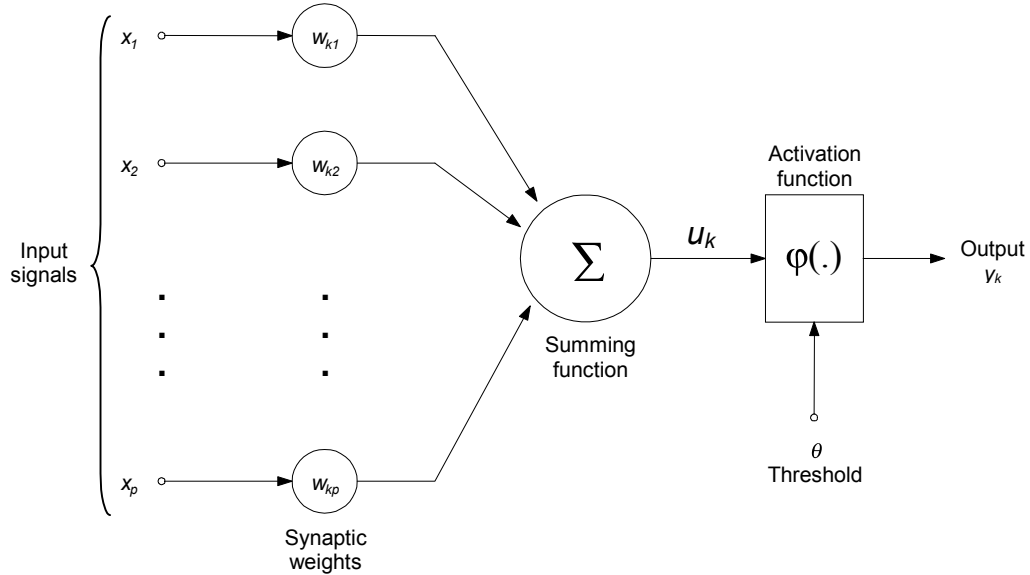 Input
signals
x₁
x₂
xₚ
wₖ₁
wₖ₂
wₖₚ
Synaptic
weights
Σ
Summing
function
uₖ
Activation
function
φ(.)
θ
Threshold
Output
yₖ